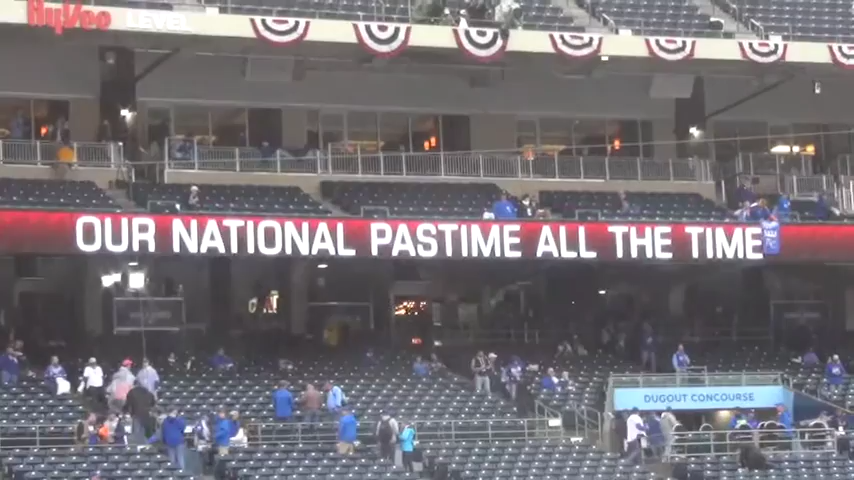 HyVee LEVEL
OUR NATIONAL PASTIME ALL THE TIME
DUGOUT CONCOURSE